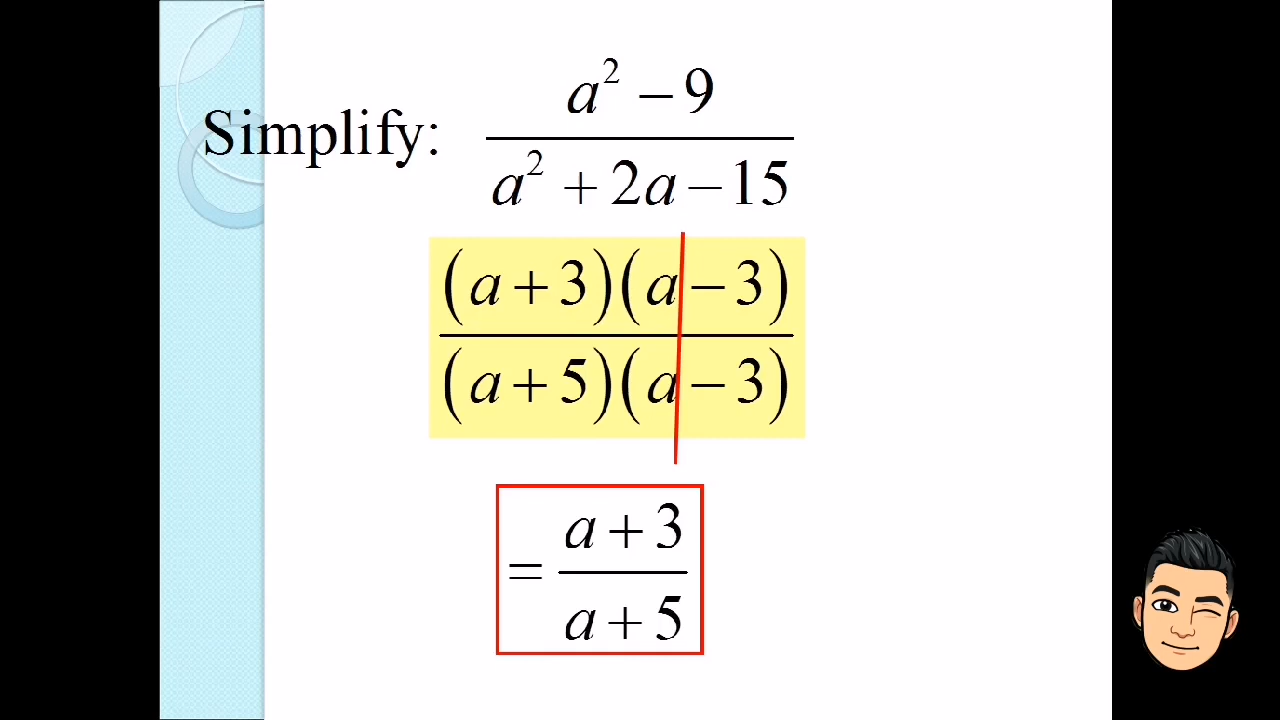 Simplify: a² − 9
a² + 2a − 15
(a + 3)(a − 3)
(a + 5)(a − 3)
= a + 3
a + 5